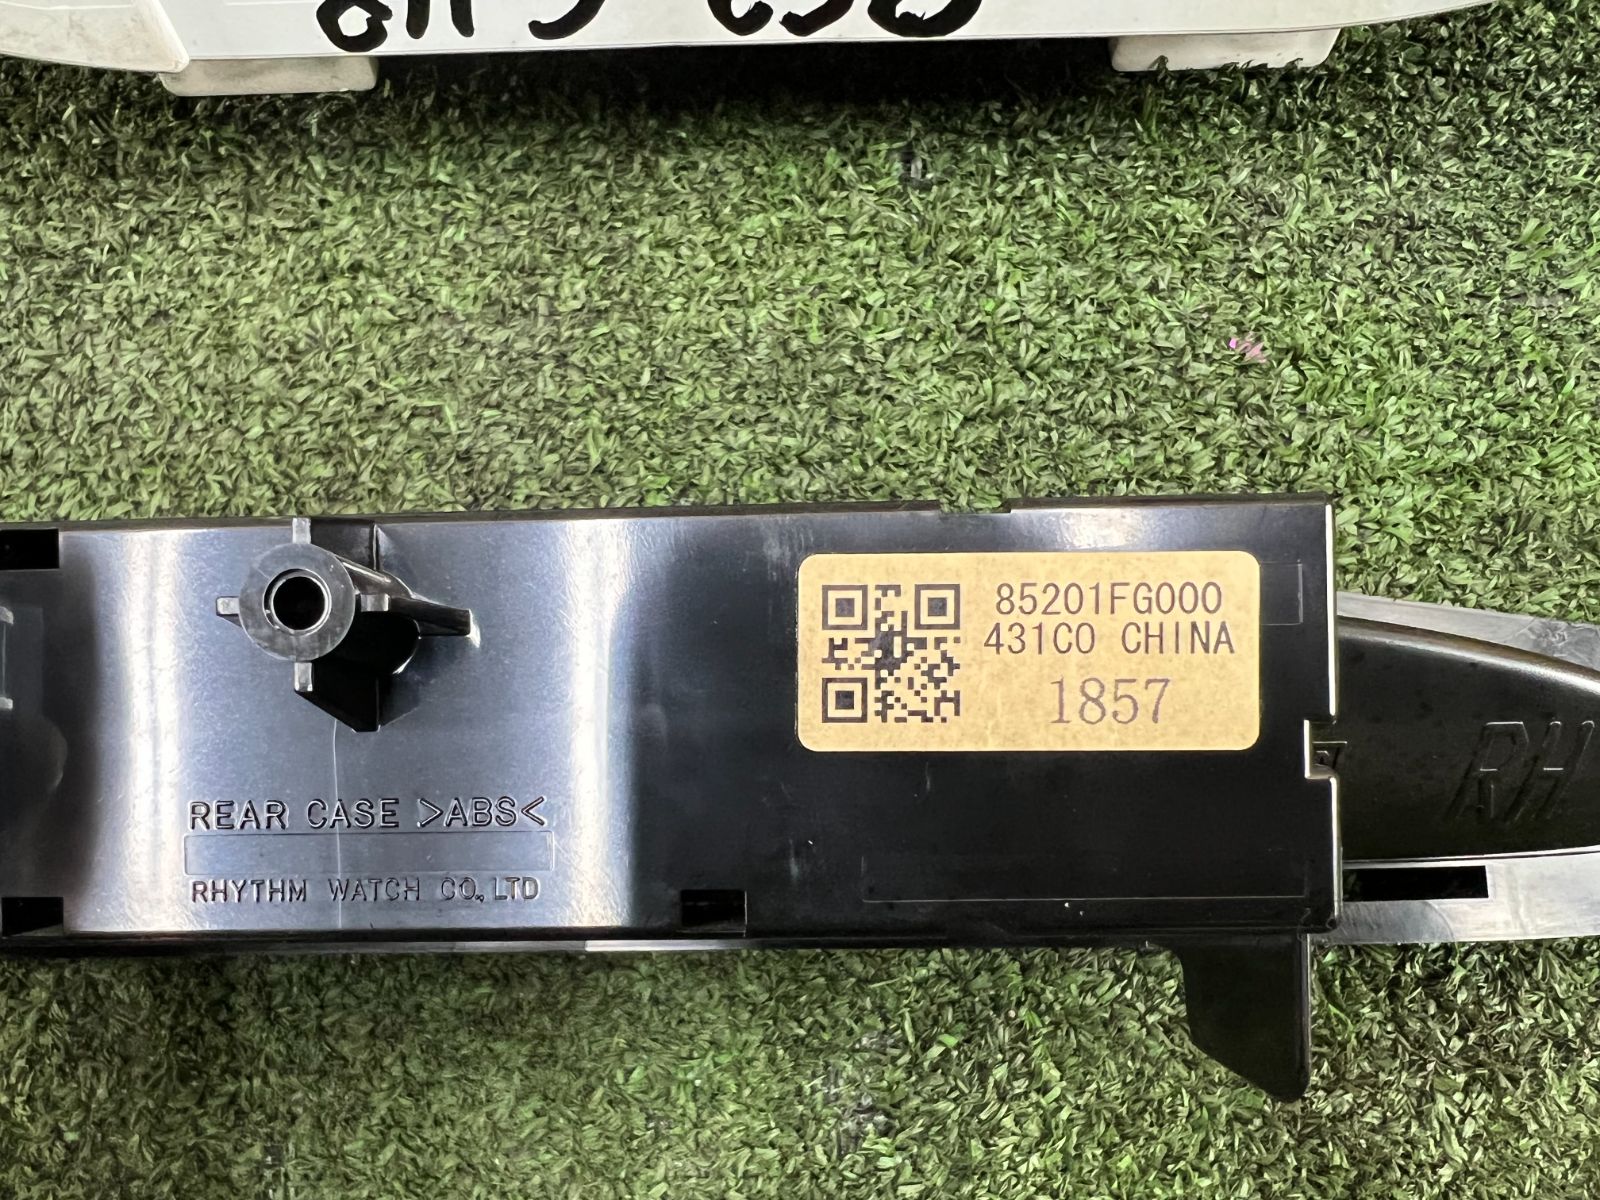 85201FG000
431C0 CHINA
1857
REAR CASE >ABS<
RHYTHM WATCH CO.,LTD
RH